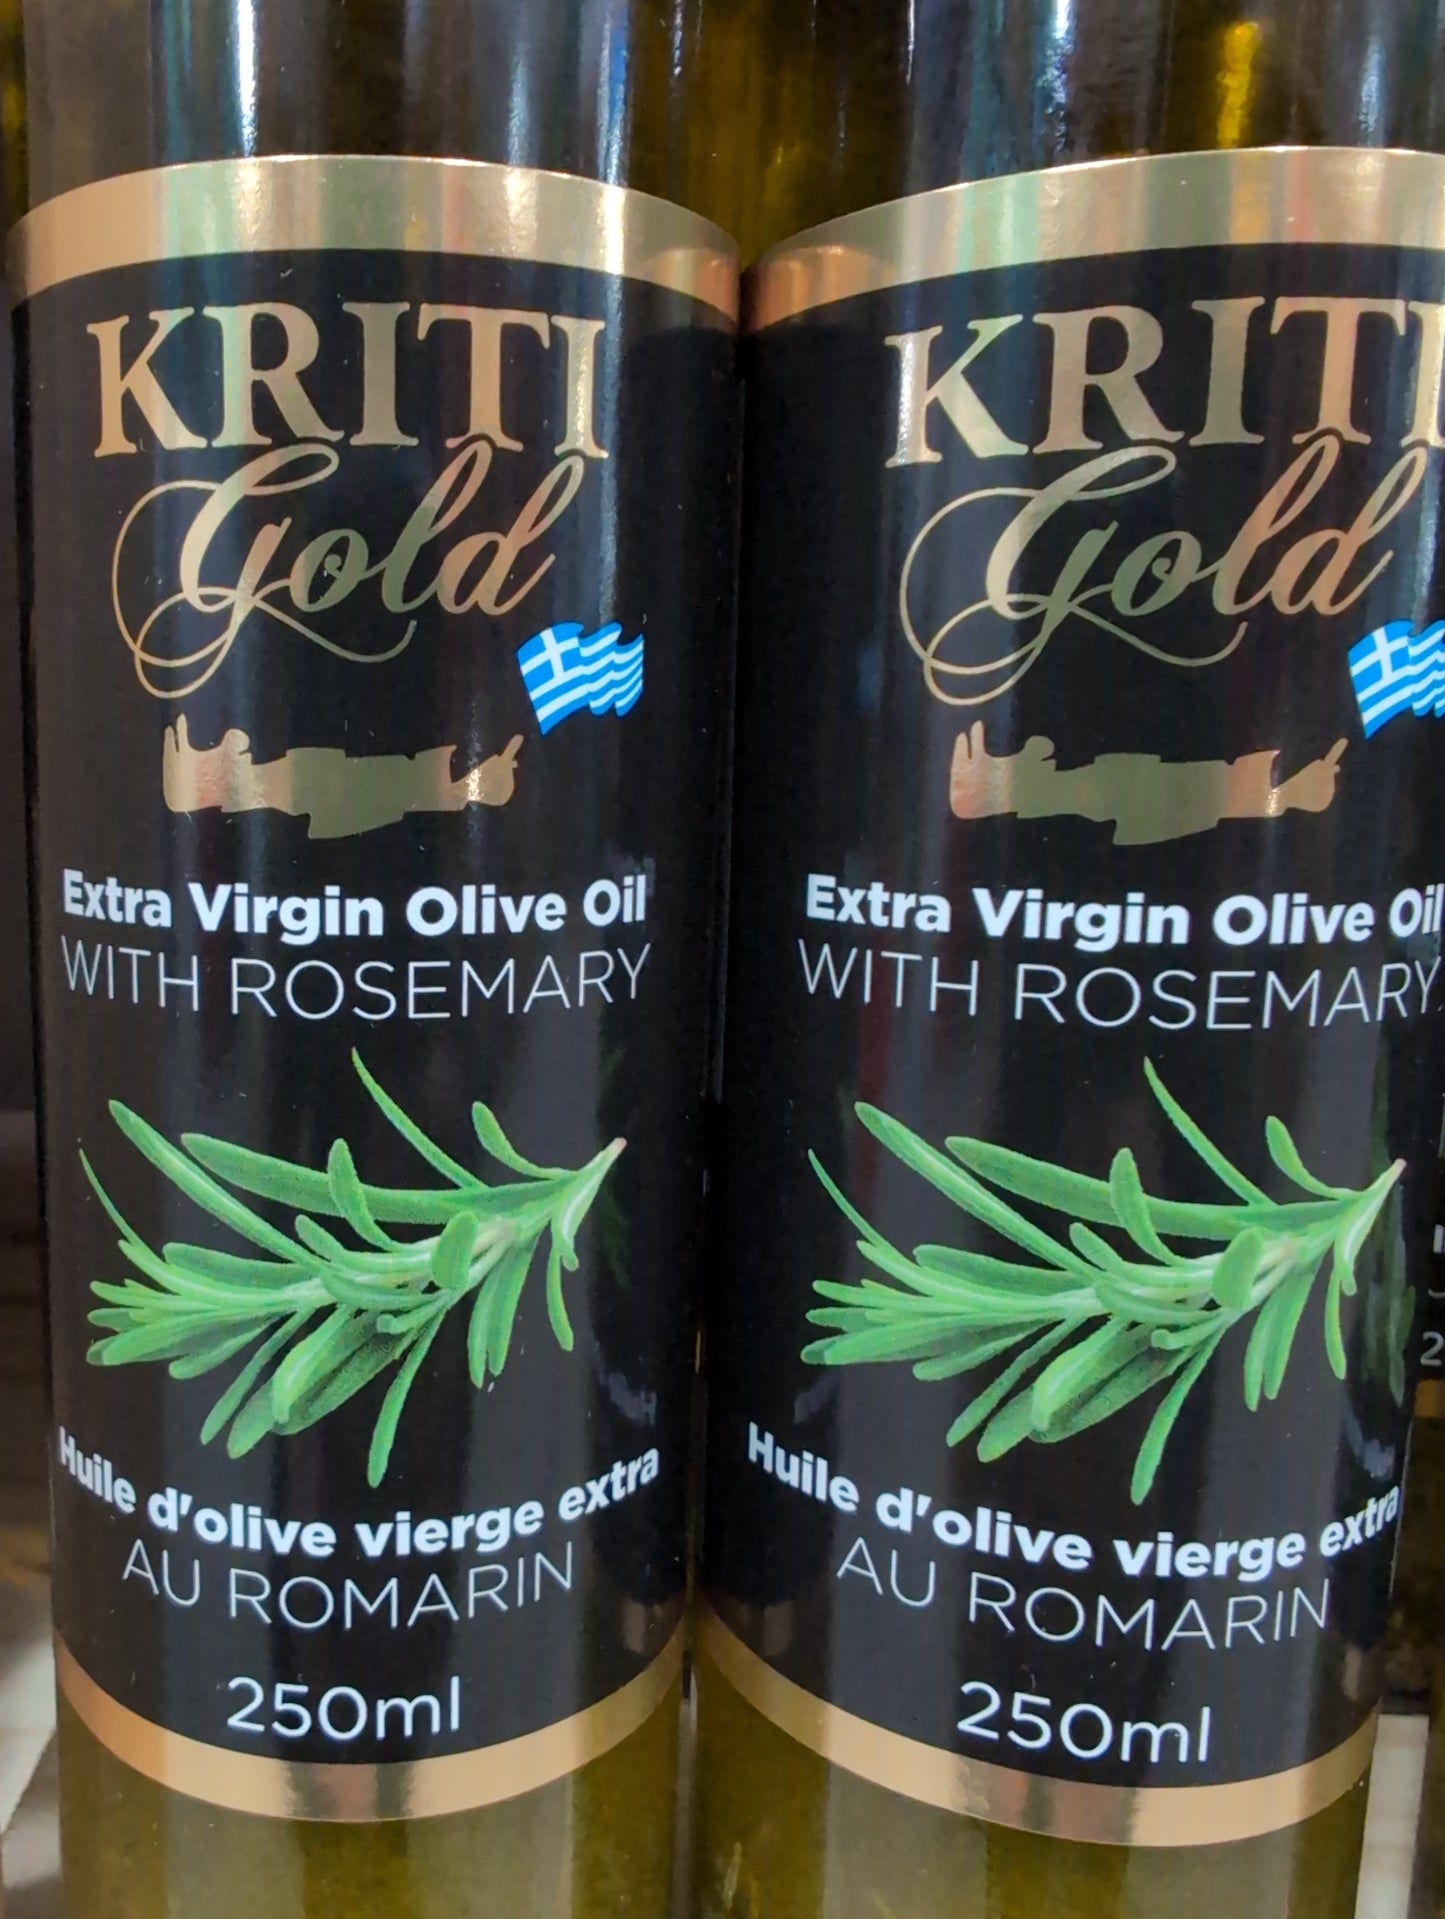 KRITI
Gold
Extra Virgin Olive Oil
WITH ROSEMARY
Huile d'olive vierge extra
AU ROMARIN
250ml
KRITI
Gold
Extra Virgin Olive Oil
WITH ROSEMARY
Huile d'olive vierge extra
AU ROMARIN
250ml